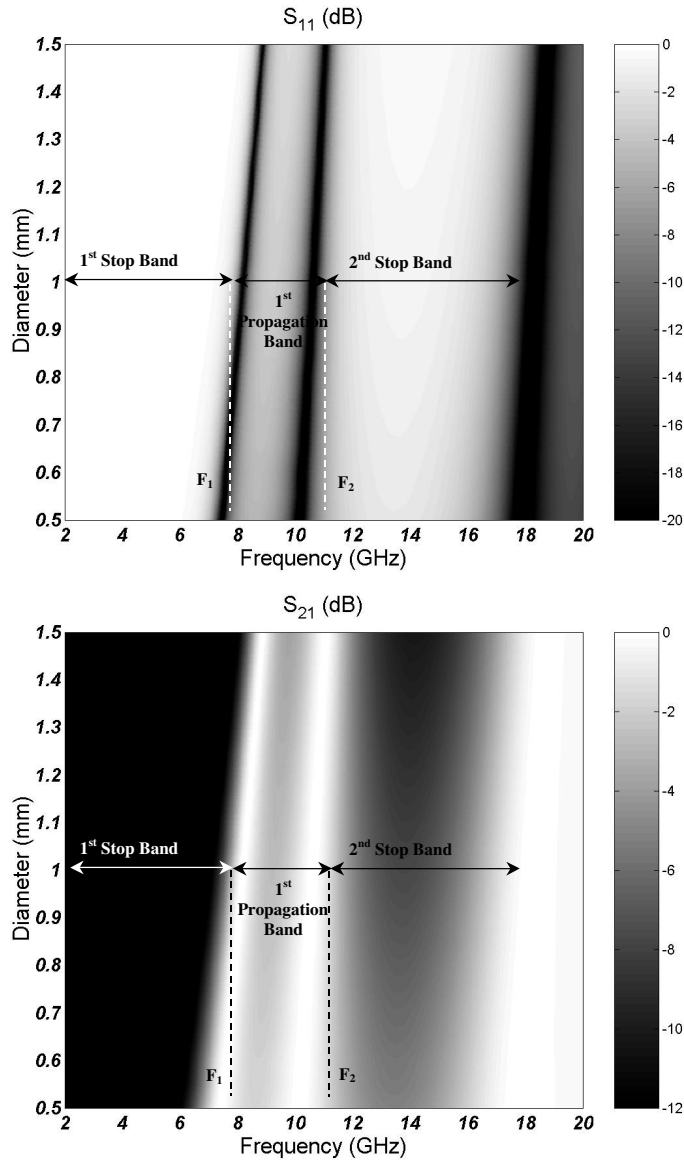 S11 (dB)
1.5
1.4
1.3
1.2
1.1
1
0.9
0.8
0.7
0.6
0.5
Diameter (mm)
1st Stop Band
1st
Propagation
Band
2nd Stop Band
F1
F2
2 4 6 8 10 12 14 16 18 20
Frequency (GHz)
0
-2
-4
-6
-8
-10
-12
-14
-16
-18
-20
S21 (dB)
1.5
1.4
1.3
1.2
1.1
1
0.9
0.8
0.7
0.6
0.5
Diameter (mm)
1st Stop Band
1st
Propagation
Band
2nd Stop Band
F1
F2
2 4 6 8 10 12 14 16 18 20
Frequency (GHz)
0
-2
-4
-6
-8
-10
-12